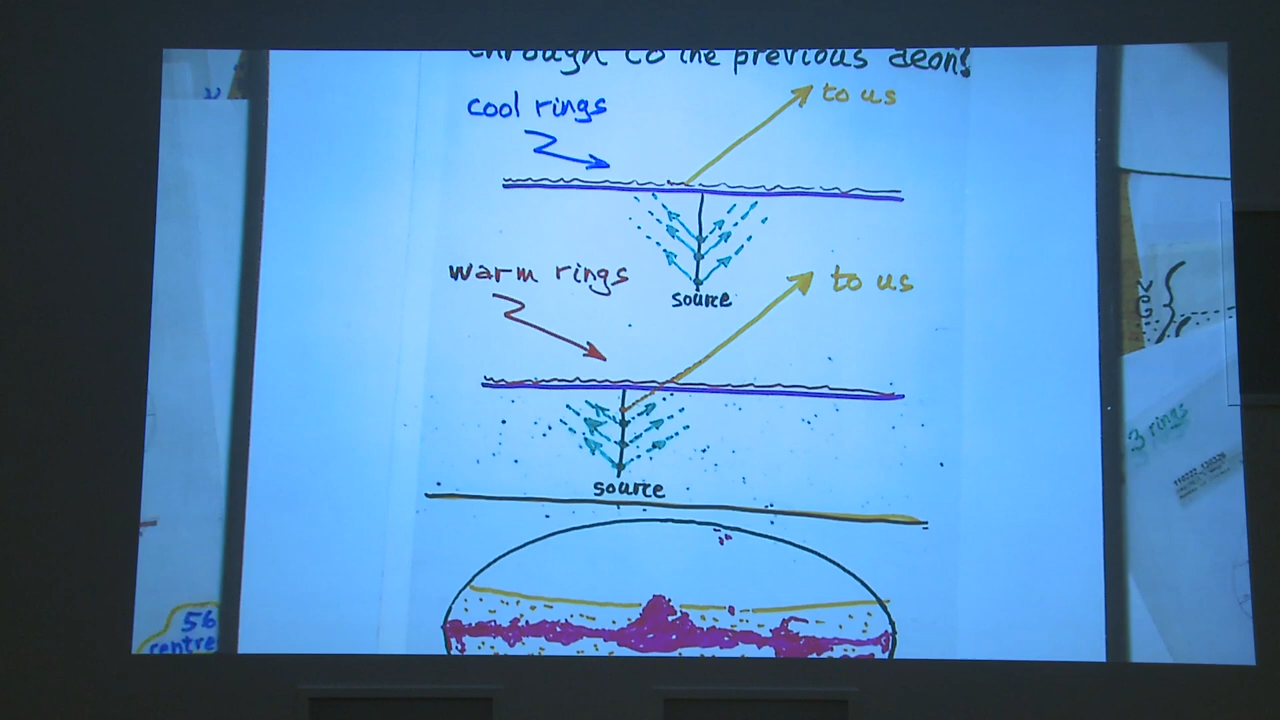 through to the previous aeon?
cool rings
to us
source
warm rings
to us
source
3 rings
56
centre